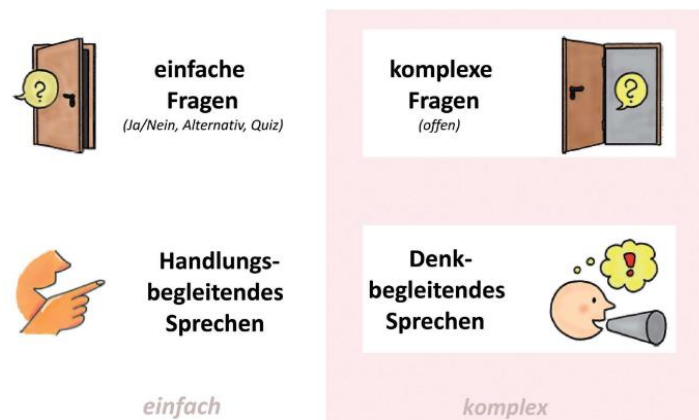 einfache
Fragen
(Ja/Nein, Alternativ, Quiz)
komplexe
Fragen
(offen)
?
?
Handlungs-
begleitendes
Sprechen
Denk-
begleitendes
Sprechen
!
einfach
komplex